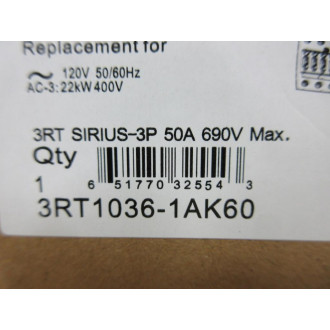 Replacement for
120V 50/60Hz
AC-3: 22kW 400V
3RT SIRIUS-3P 50A 690V Max.
Qty
1
6 51770 32554 3
3RT1036-1AK60